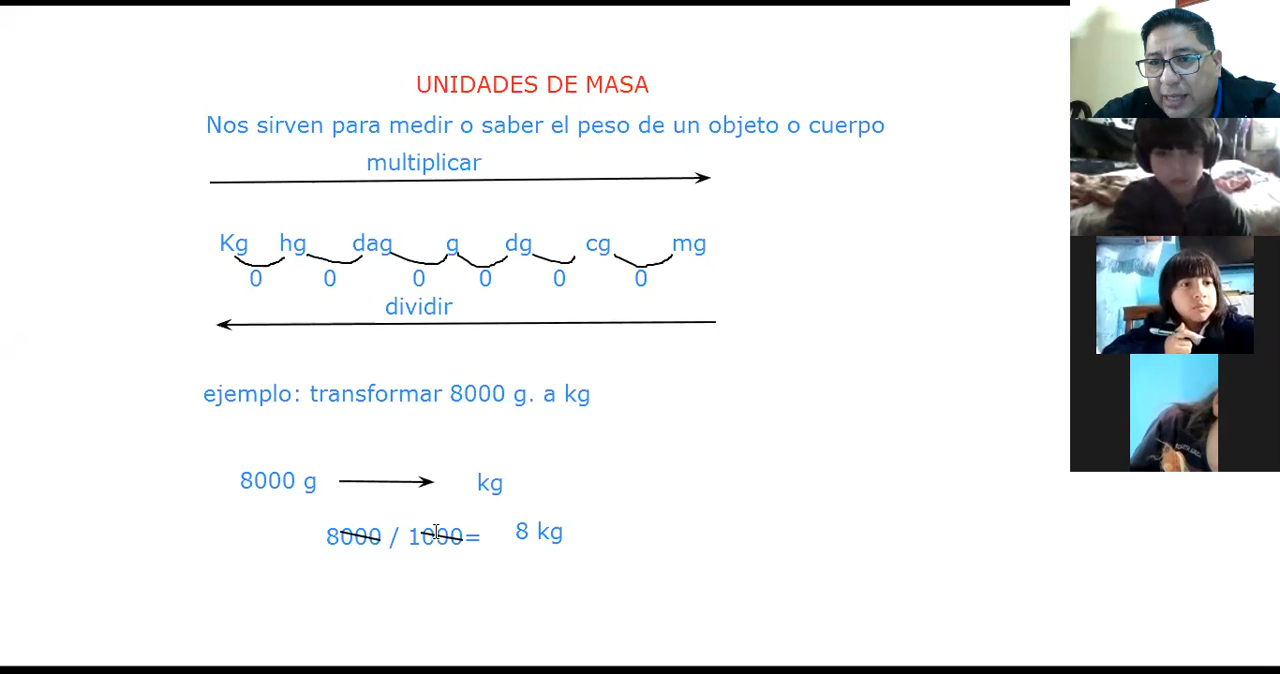 UNIDADES DE MASA
Nos sirven para medir o saber el peso de un objeto o cuerpo
multiplicar
Kg hg dag g dg cg mg
0 0 0 0 0 0
dividir
ejemplo: transformar 8000 g. a kg
8000 g kg
8000 / 1000= 8 kg